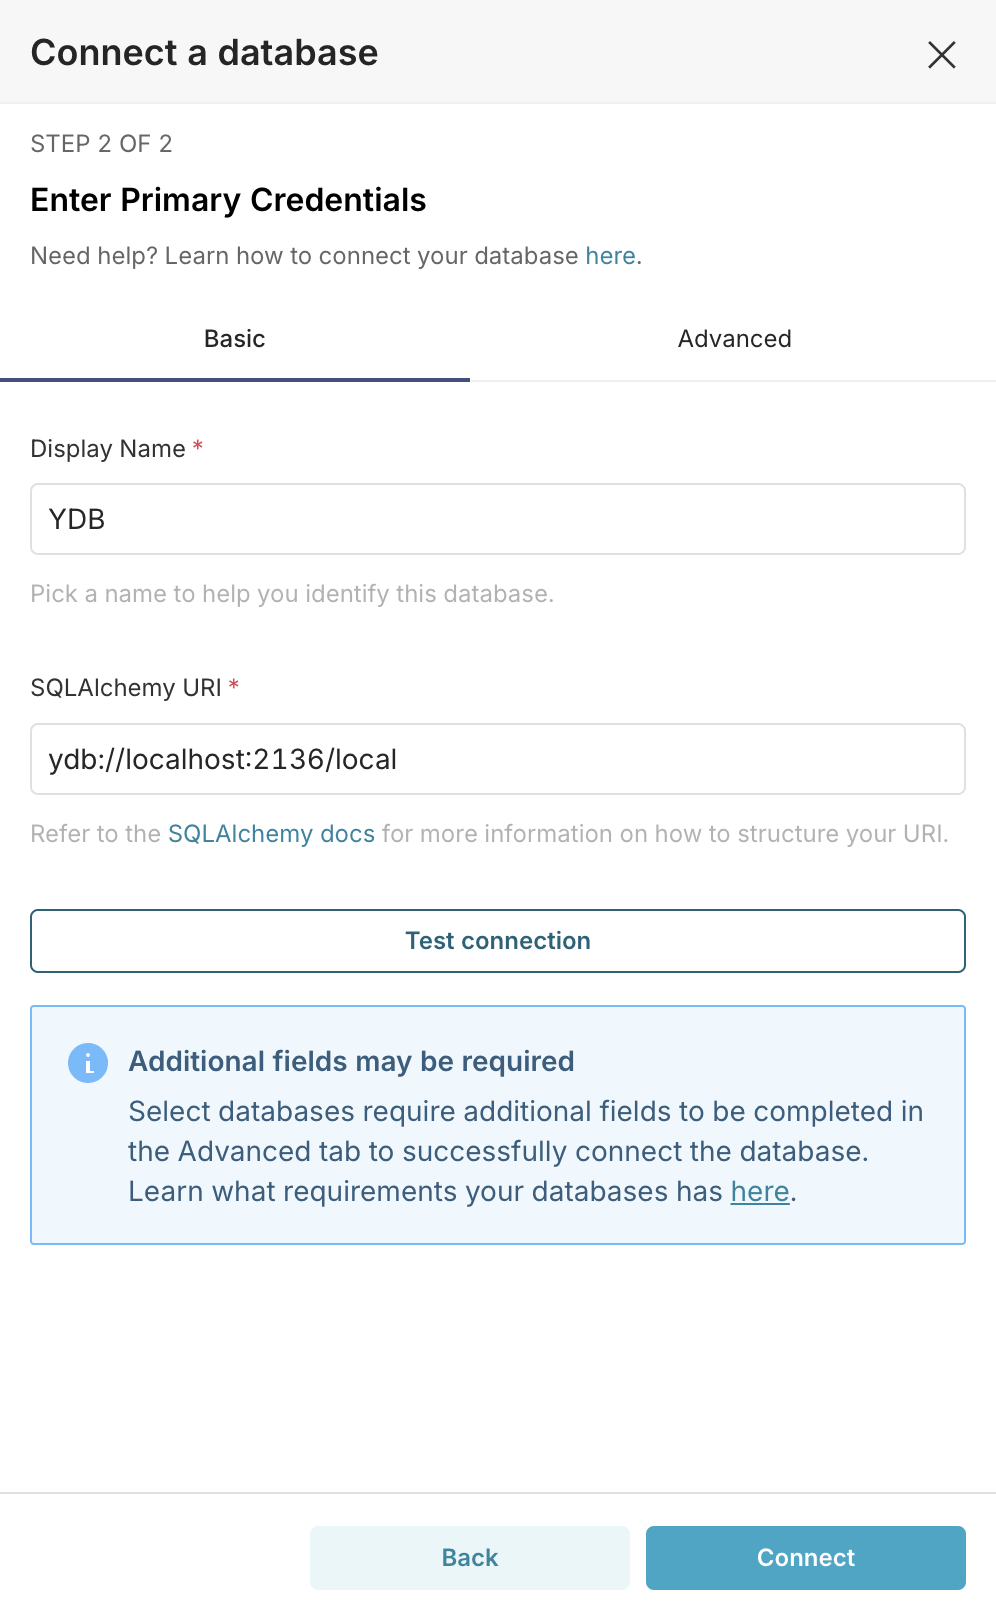 Connect a database
STEP 2 OF 2
Enter Primary Credentials
Need help? Learn how to connect your database here.
Basic
Advanced
Display Name *
YDB
Pick a name to help you identify this database.
SQLAlchemy URI *
ydb://localhost:2136/local
Refer to the SQLAlchemy docs for more information on how to structure your URI.
Test connection
Additional fields may be required
Select databases require additional fields to be completed in
the Advanced tab to successfully connect the database.
Learn what requirements your databases has here.
Back
Connect